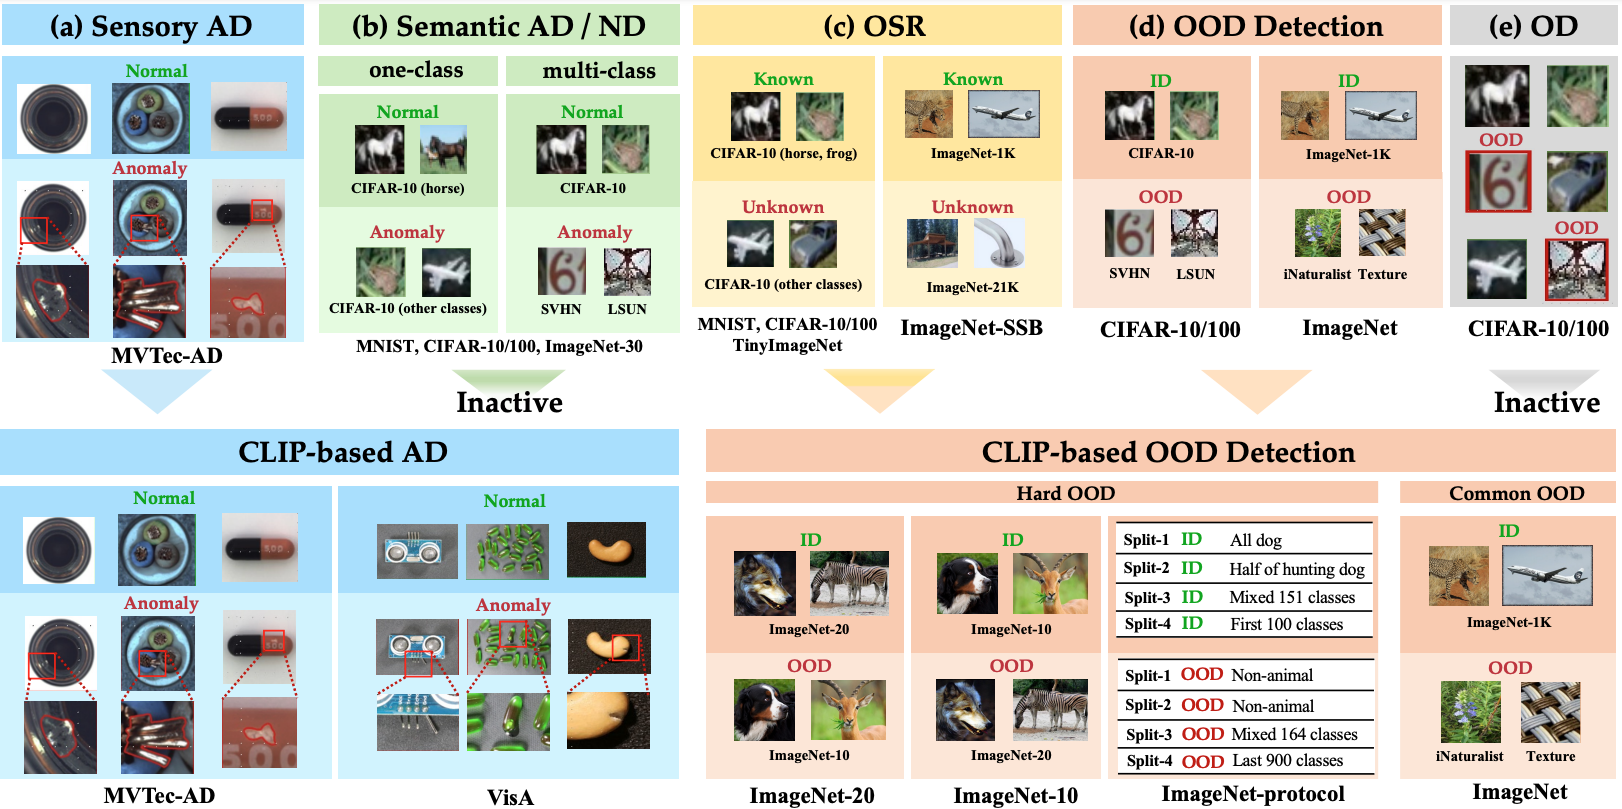 (a) Sensory AD
Normal
Anomaly
MVTec-AD
(b) Semantic AD / ND
one-class
Normal
CIFAR-10 (horse)
Anomaly
CIFAR-10 (other classes)
multi-class
Normal
CIFAR-10
Anomaly
SVHN LSUN
MNIST, CIFAR-10/100, ImageNet-30
Inactive
(c) OSR
Known
CIFAR-10 (horse, frog)
Unknown
CIFAR-10 (other classes)
MNIST, CIFAR-10/100
TinyImageNet
Known
ImageNet-1K
Unknown
ImageNet-21K
ImageNet-SSB
(d) OOD Detection
ID
CIFAR-10
OOD
SVHN LSUN
CIFAR-10/100
ID
ImageNet-1K
OOD
iNaturalist Texture
ImageNet
(e) OD
OOD
OOD
CIFAR-10/100
Inactive
CLIP-based AD
Normal
Anomaly
MVTec-AD
Normal
Anomaly
VisA
CLIP-based OOD Detection
Hard OOD
ID
ImageNet-20
OOD
ImageNet-10
ImageNet-20
ID
ImageNet-10
OOD
ImageNet-20
ImageNet-10
Split-1 ID All dog
Split-2 ID Half of hunting dog
Split-3 ID Mixed 151 classes
Split-4 ID First 100 classes
Split-1 OOD Non-animal
Split-2 OOD Non-animal
Split-3 OOD Mixed 164 classes
Split-4 OOD Last 900 classes
ImageNet-protocol
Common OOD
ID
ImageNet-1K
OOD
iNaturalist Texture
ImageNet